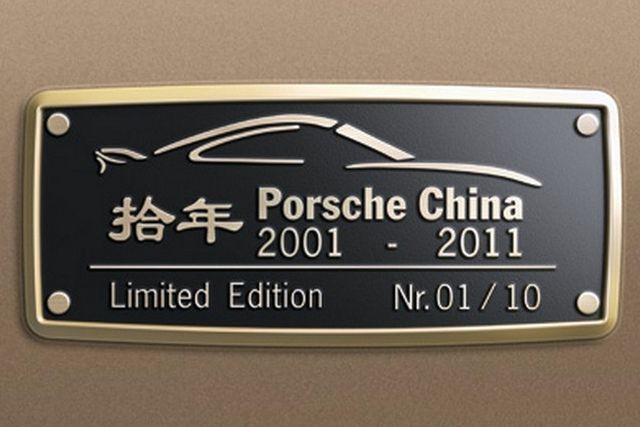 拾年 Porsche China
2001 - 2011
Limited Edition Nr. 01 / 10